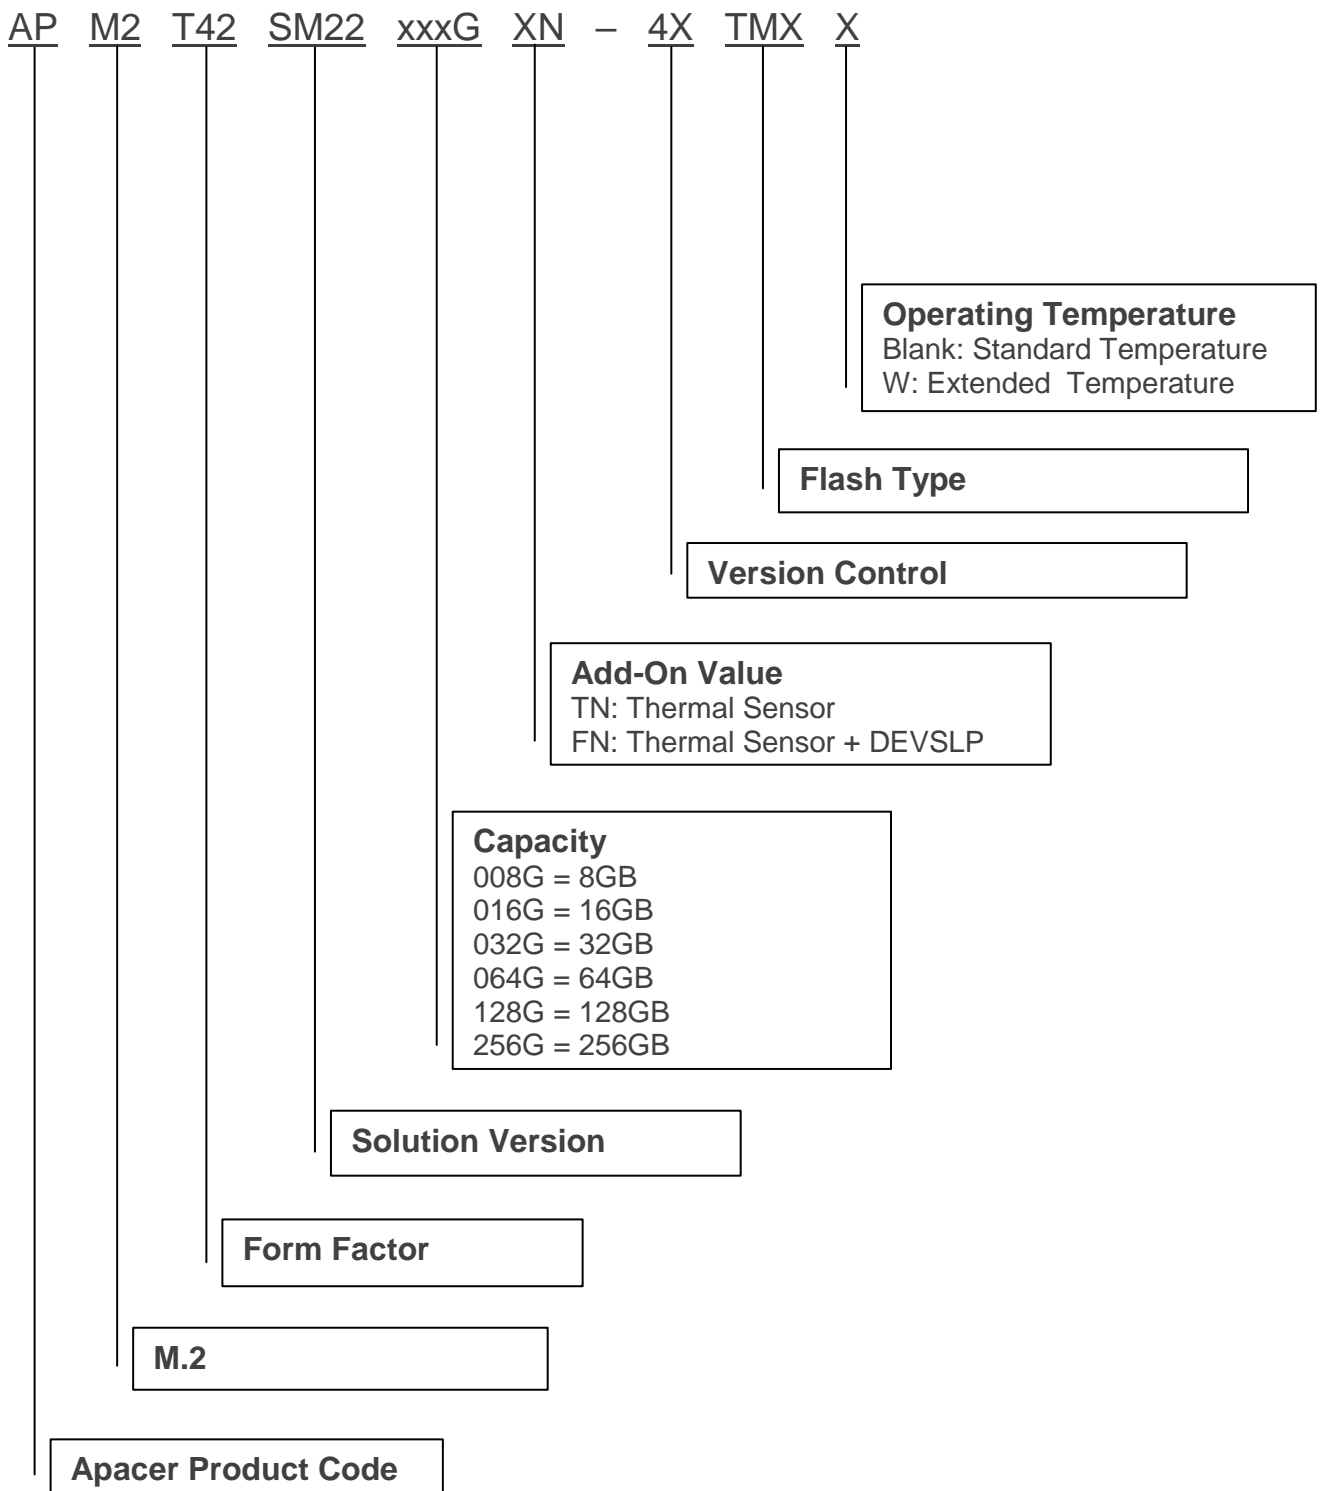 AP M2 T42 SM22 xxxG XN – 4X TMX X
Operating Temperature
Blank: Standard Temperature
W: Extended Temperature
Flash Type
Version Control
Add-On Value
TN: Thermal Sensor
FN: Thermal Sensor + DEVSLP
Capacity
008G = 8GB
016G = 16GB
032G = 32GB
064G = 64GB
128G = 128GB
256G = 256GB
Solution Version
Form Factor
M.2
Apacer Product Code